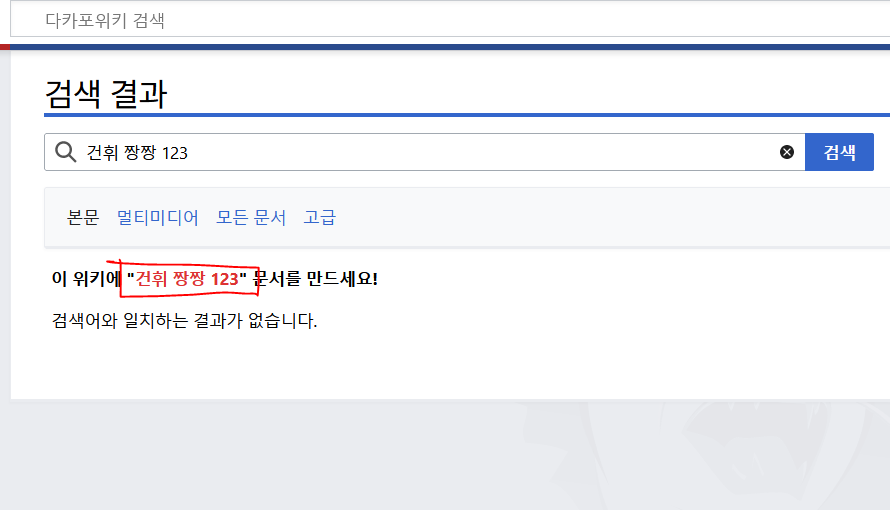 다카포위키 검색
검색 결과
건휘 짱짱 123
검색
본문 멀티미디어 모든 문서 고급
이 위키에 "건휘 짱짱 123" 문서를 만드세요!
검색어와 일치하는 결과가 없습니다.